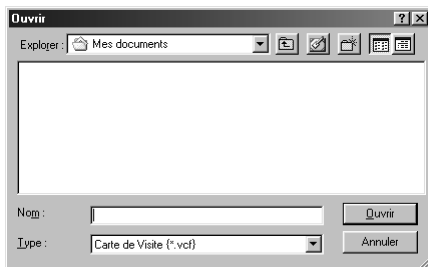 Ouvrir
Explorer : Mes documents
Nom :
Ouvrir
Type : Carte de Visite {*.vcf}
Annuler